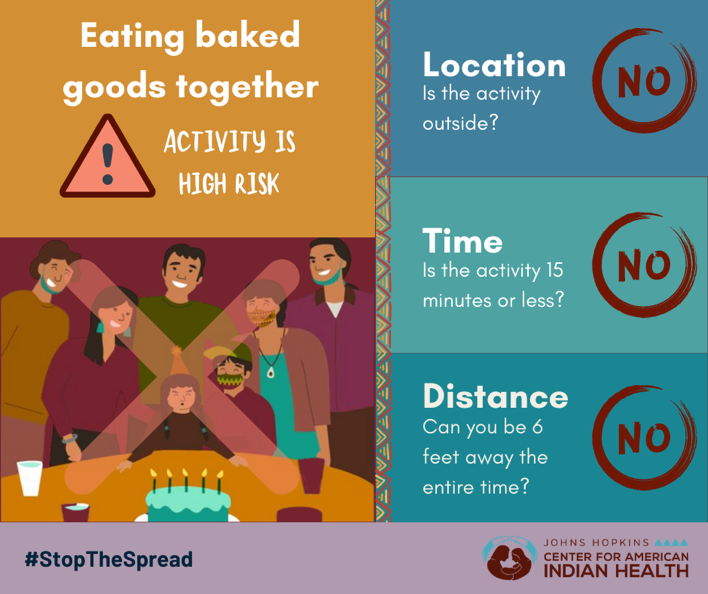 Eating baked
goods together
ACTIVITY IS
HIGH RISK
Location
Is the activity
outside?
NO
Time
Is the activity 15
minutes or less?
NO
Distance
Can you be 6
feet away the
entire time?
NO
#StopTheSpread
JOHNS HOPKINS
CENTER FOR AMERICAN
INDIAN HEALTH